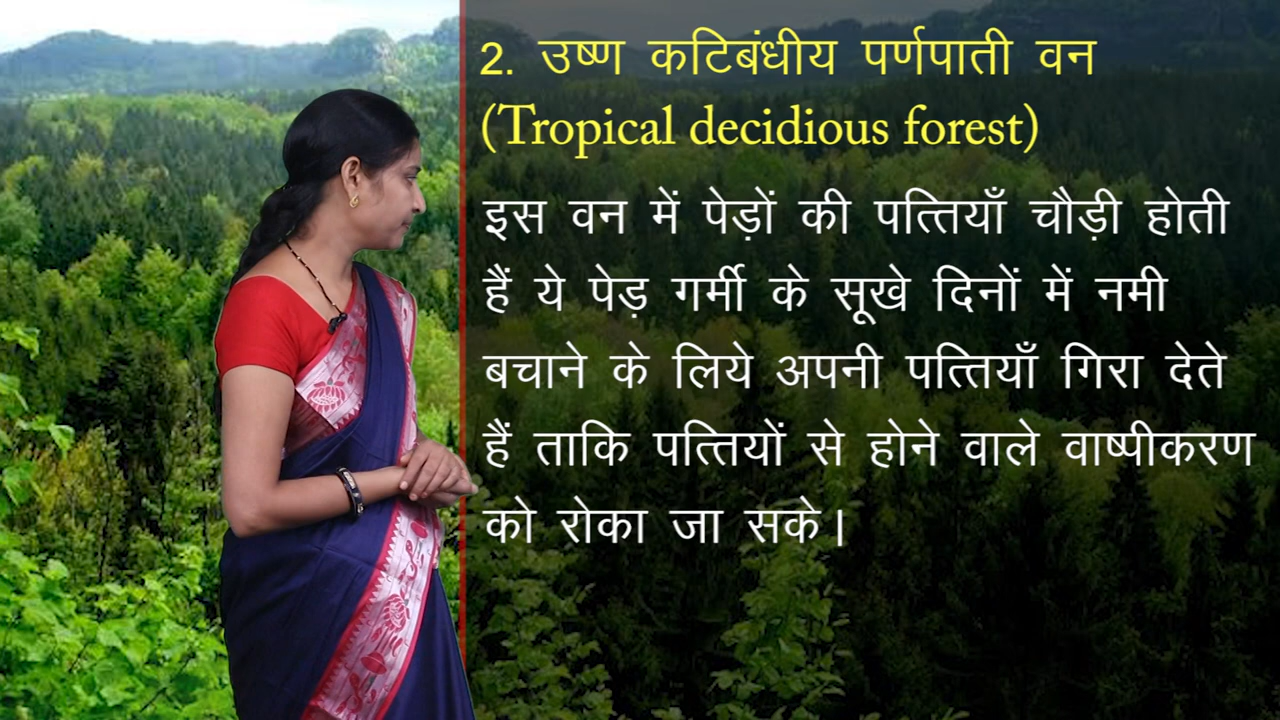 2. उष्ण कटिबंधीय पर्णपाती वन
(Tropical decidious forest)
इस वन में पेड़ों की पत्तियाँ चौड़ी होती
हैं ये पेड़ गर्मी के सूखे दिनों में नमी
बचाने के लिये अपनी पत्तियाँ गिरा देते
हैं ताकि पत्तियों से होने वाले वाष्पीकरण
को रोका जा सके।